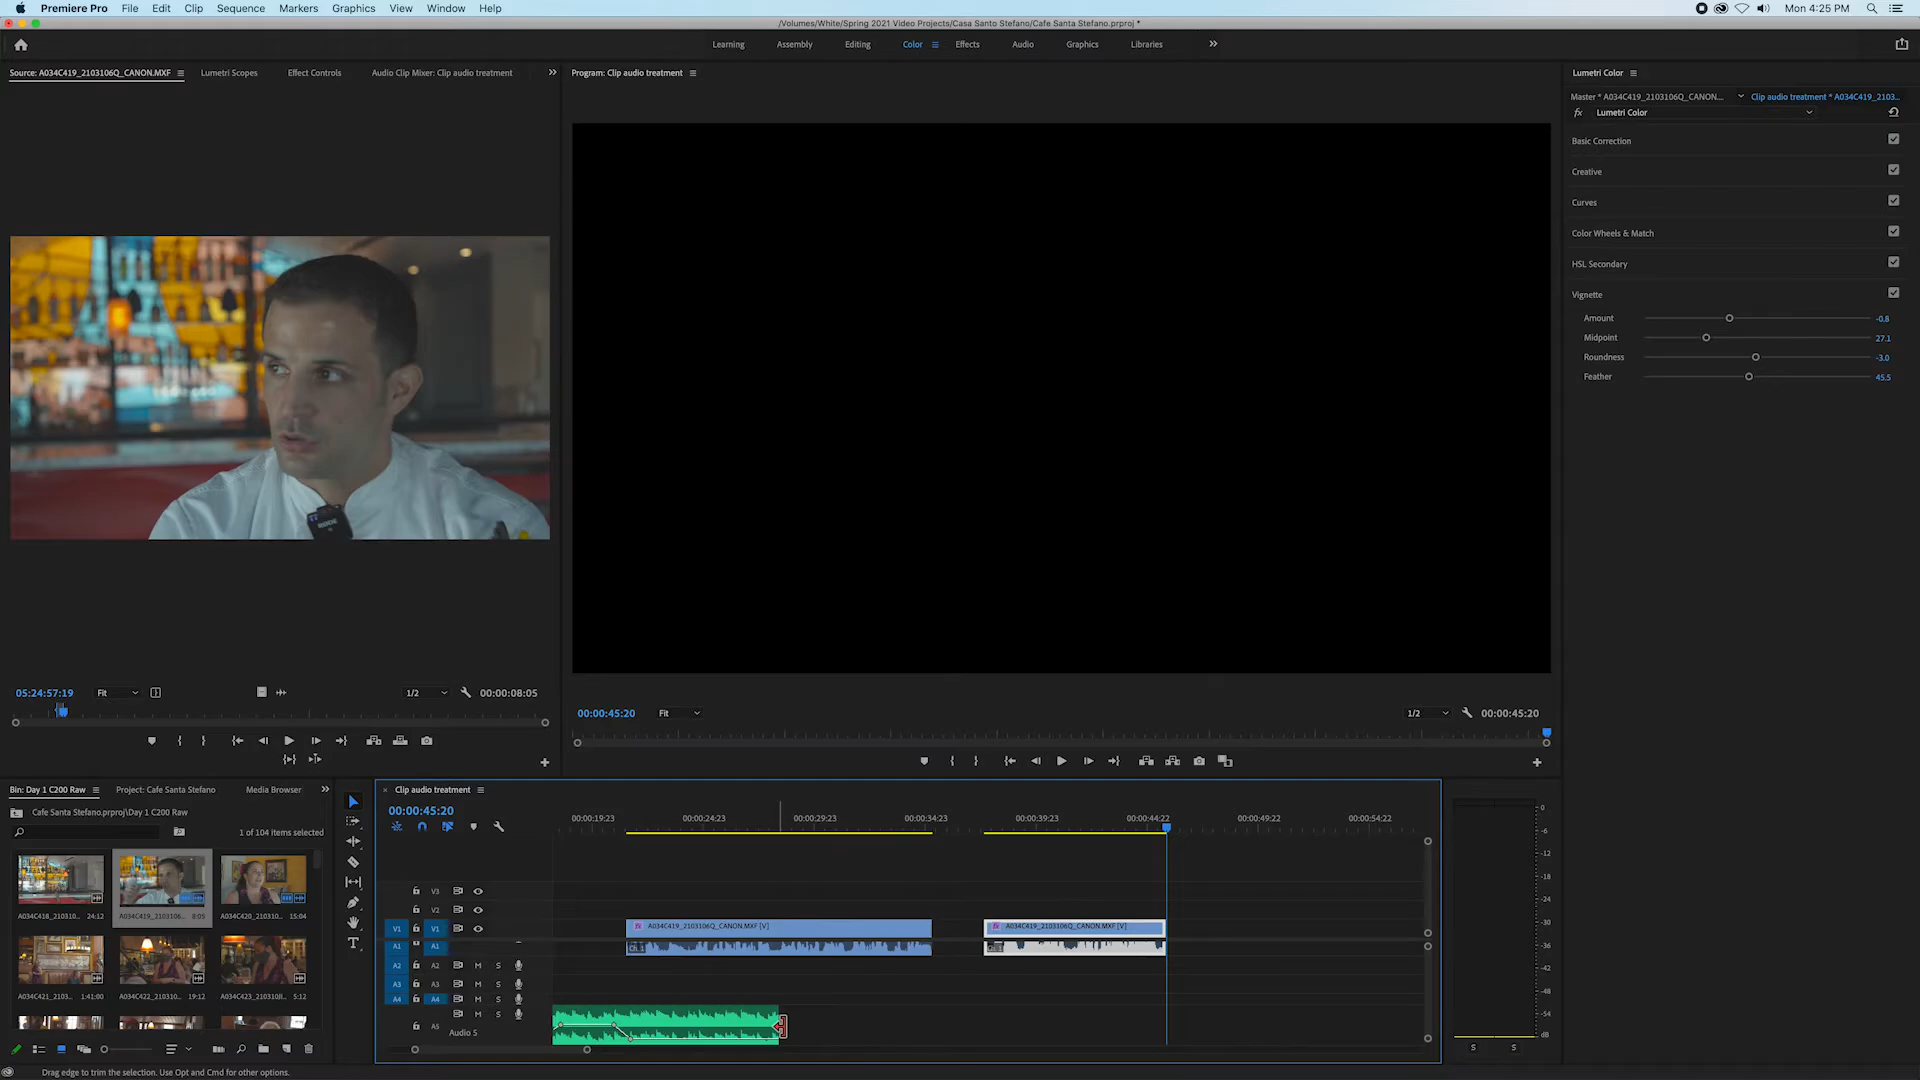 Premiere Pro File Edit Clip Sequence Markers Graphics View Window Help Mon 4:25 PM
/Volumes/White/Spring 2021 Video Projects/Casa Santo Stefano/Cafe Santa Stefano.prproj *
Learning Assembly Editing Color Effects Audio Graphics Libraries
Source: A034C419_2103106Q_CANON.MXF Lumetri Scopes Effect Controls Audio Clip Mixer: Clip audio treatment
Program: Clip audio treatment
Lumetri Color
Master * A034C419_2103106Q_CANON... Clip audio treatment * A034C419_2103...
fx Lumetri Color
Basic Correction
Creative
Curves
Color Wheels & Match
HSL Secondary
Vignette
Amount -0.8
Midpoint 27.1
Roundness -3.0
Feather 45.5
05:24:57:19 Fit 1/2 00:00:08:05
00:00:45:20 Fit 1/2 00:00:45:20
Bin: Day 1 C200 Raw Project: Cafe Santa Stefano Media Browser
Cafe Santa Stefano.prproj\Day 1 C200 Raw
1 of 104 items selected
A034C418_210310... 24:12 A034C419_2103106... 8:05 A034C420_210310... 15:04
A034C421_2103... 1:41:00 A034C422_210310... 19:12 A034C423_210310JI... 5:12
Clip audio treatment
00:00:45:20
00:00:19:23 00:00:24:23 00:00:29:23 00:00:34:23 00:00:39:23 00:00:44:22 00:00:49:22 00:00:54:22
V3
V2
V1 V1 fx A034C419_2103106Q_CANON.MXF [V] fx A034C419_2103106Q_CANON.MXF [V]
A1 A1
A2 A2 M S
A3 A3 M S
A4 A4 M S
M S
A5 Audio 5
0
-6
-12
-18
-24
-30
-36
-42
-48
-54
dB
S S
Drag edge to trim the selection. Use Opt and Cmd for other options.